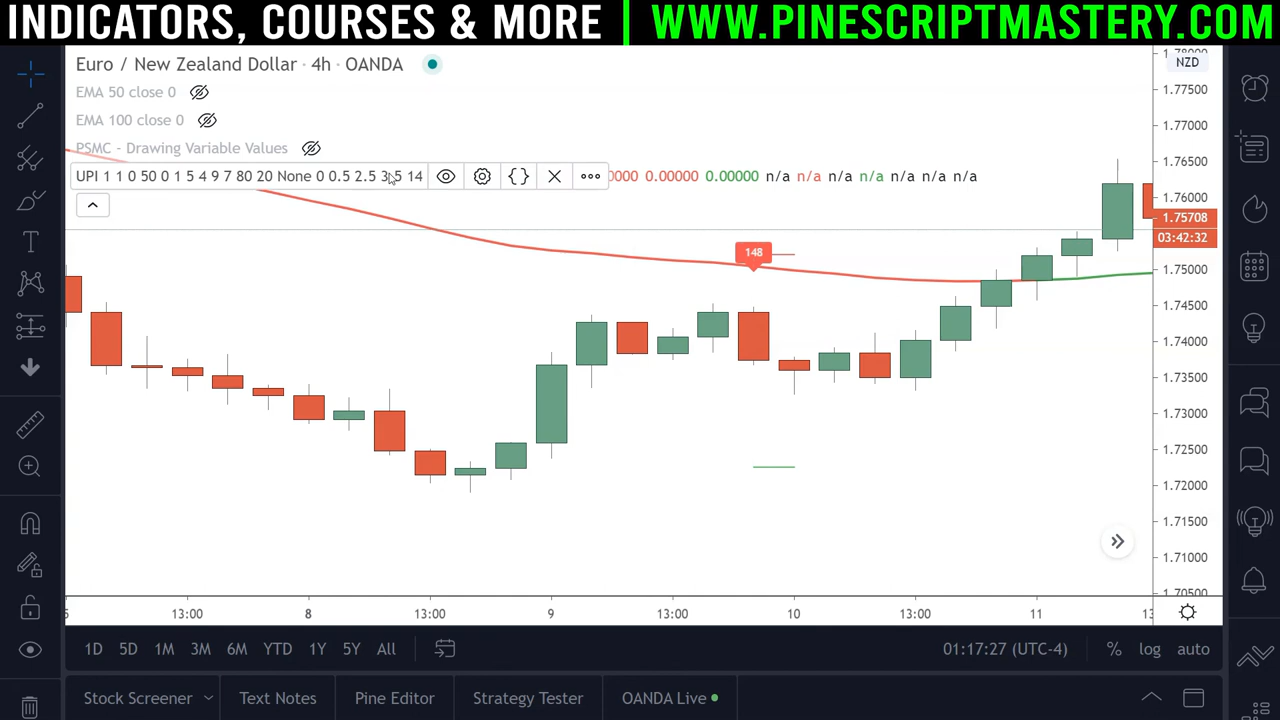 INDICATORS, COURSES & MORE | WWW.PINESCRIPTMASTERY.COM
Euro / New Zealand Dollar · 4h · OANDA
NZD
EMA 50 close 0
EMA 100 close 0
PSMC - Drawing Variable Values
UPI 1 1 0 50 0 1 5 4 9 7 80 20 None 0 0.5 2.5 3.5 14
0000 0.00000 0.00000 n/a n/a n/a n/a n/a n/a
148
1.78000
1.77500
1.77000
1.76500
1.76000
1.75708
03:42:32
1.75000
1.74500
1.74000
1.73500
1.73000
1.72500
1.72000
1.71500
1.71000
1.70500
13:00 8 13:00 9 13:00 10 13:00 11
1D 5D 1M 3M 6M YTD 1Y 5Y All 01:17:27 (UTC-4) % log auto
Stock Screener Text Notes Pine Editor Strategy Tester OANDA Live